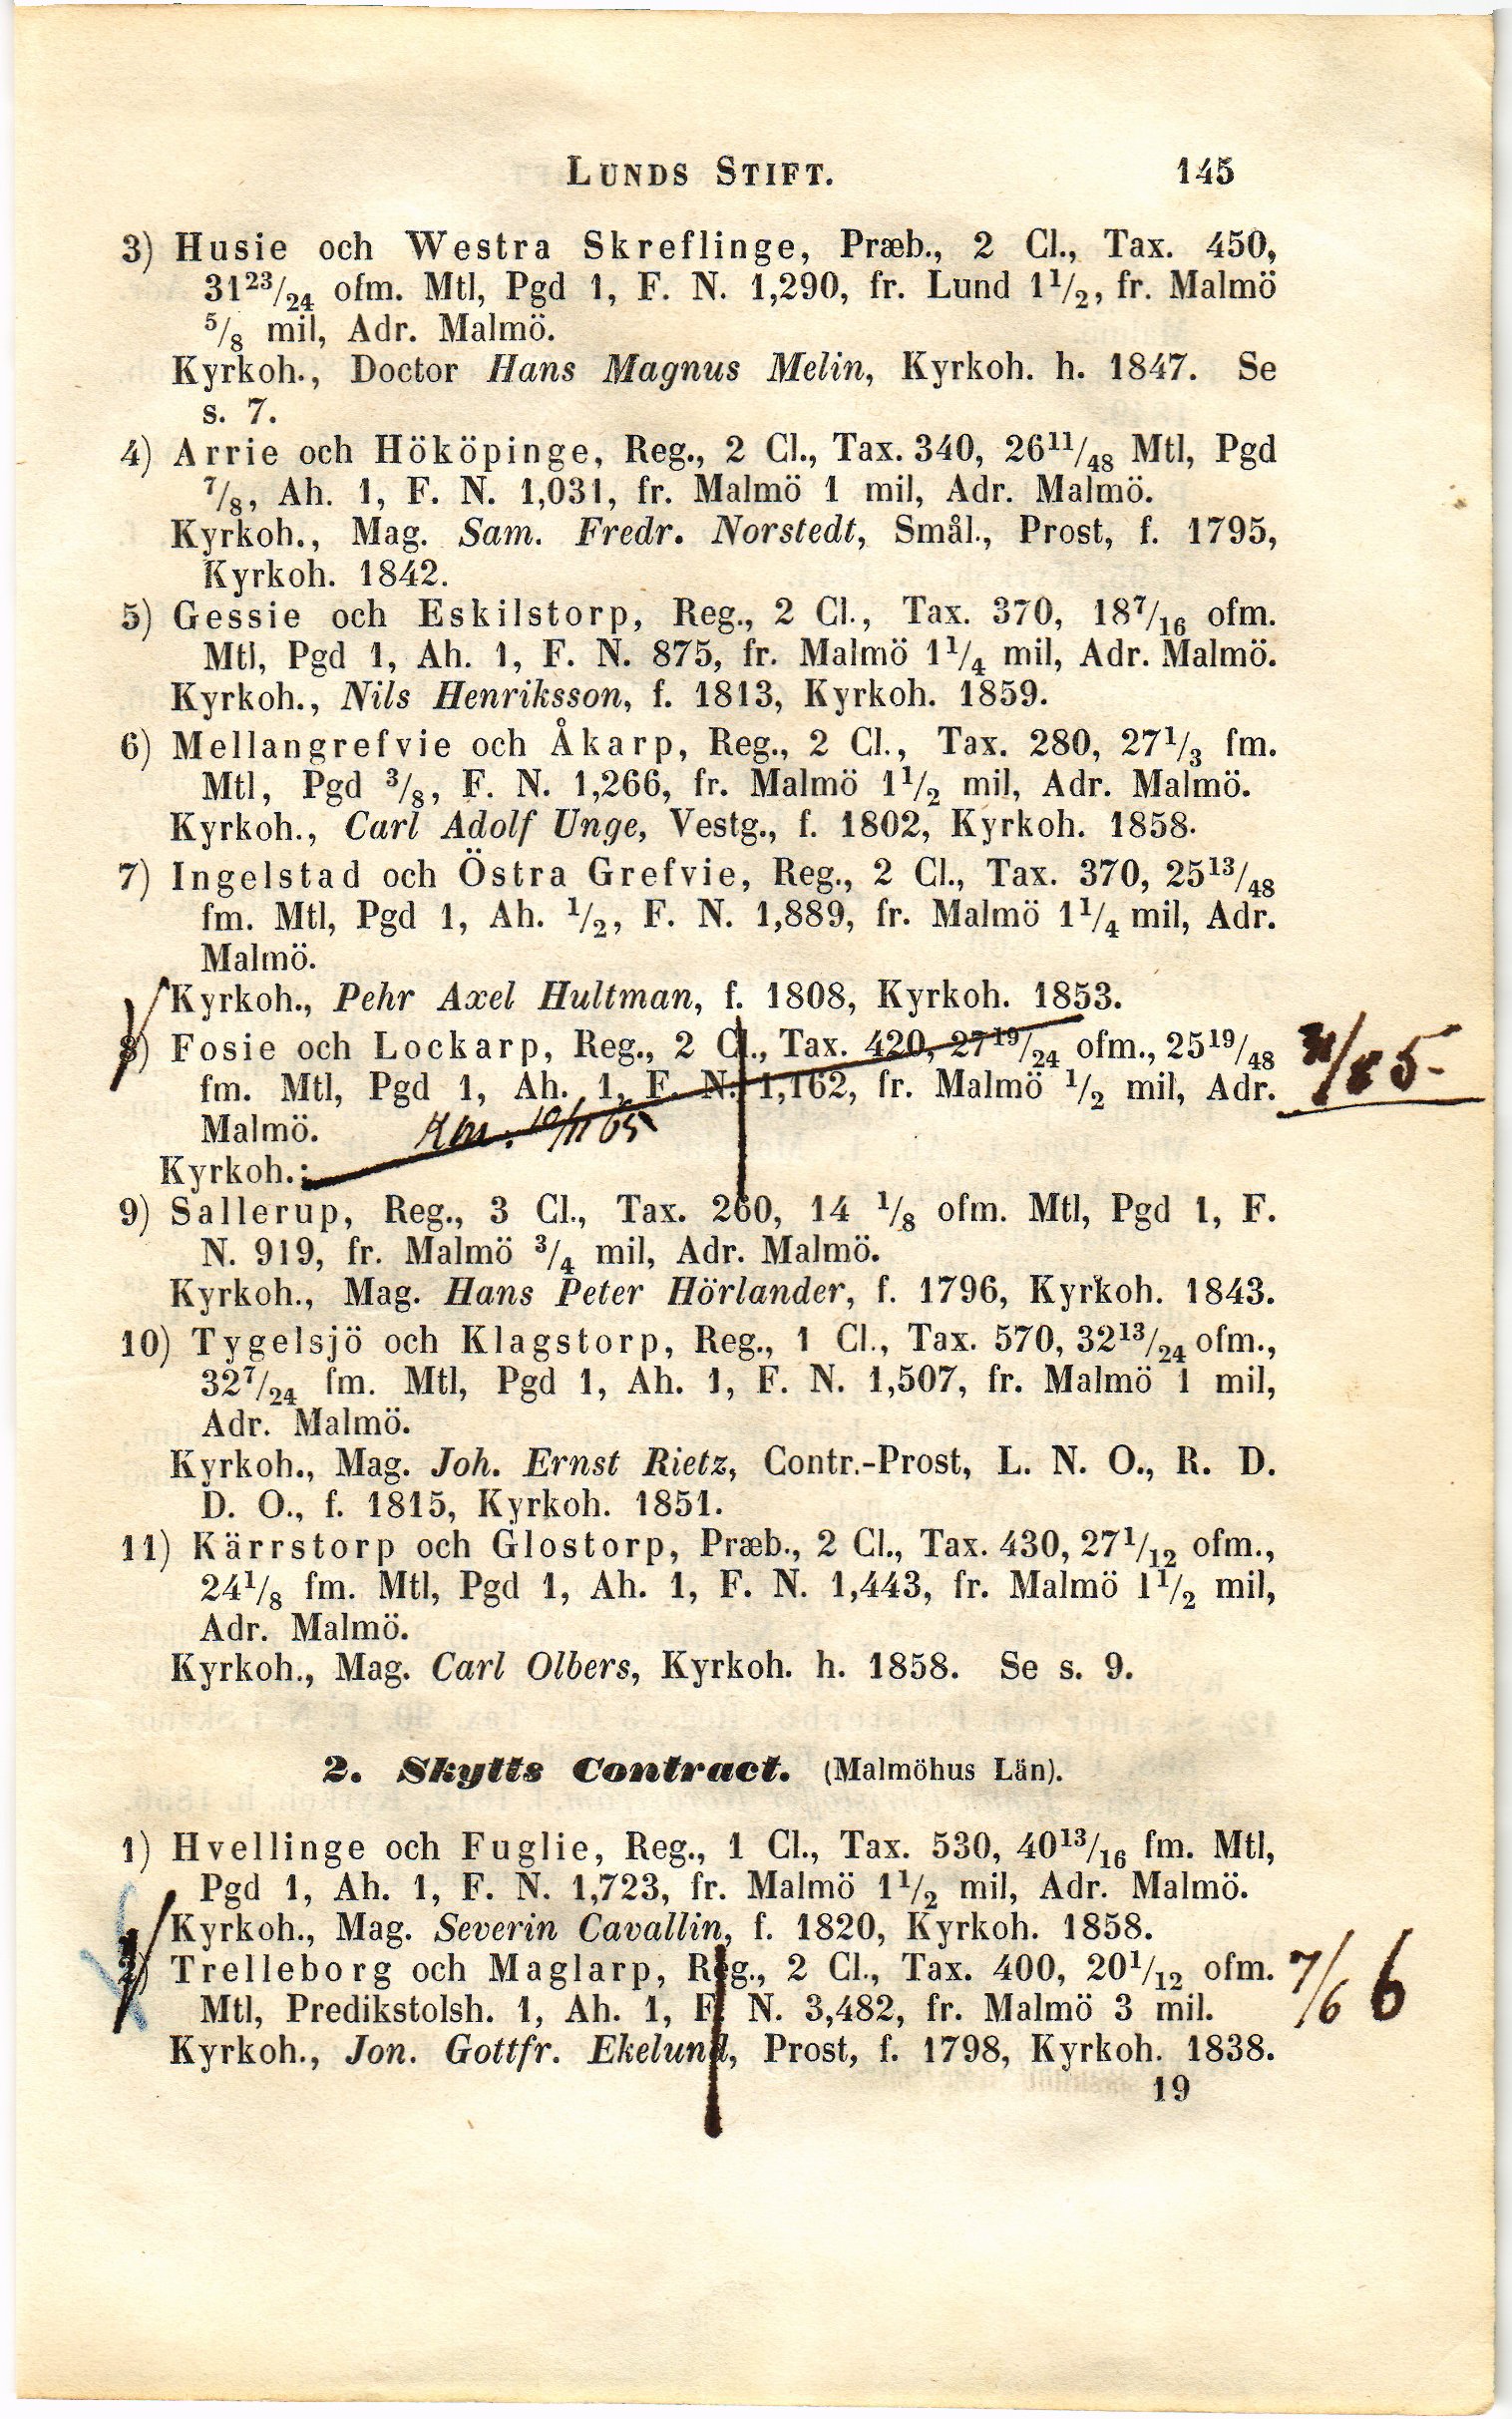 LUNDS STIFT. 145
3) Husie och Westra Skreflinge, Præb., 2 Cl., Tax. 450,
31²³/₂₄ ofm. Mtl, Pgd 1, F. N. 1,290, fr. Lund 1¹/₂, fr. Malmö
⁵/₈ mil, Adr. Malmö.
Kyrkoh., Doctor Hans Magnus Melin, Kyrkoh. h. 1847. Se
s. 7.
4) Arrie och Hököpinge, Reg., 2 Cl., Tax. 340, 26¹¹/₄₈ Mtl, Pgd
⁷/₈, Ah. 1, F. N. 1,031, fr. Malmö 1 mil, Adr. Malmö.
Kyrkoh., Mag. Sam. Fredr. Norstedt, Smål., Prost, f. 1795,
Kyrkoh. 1842.
5) Gessie och Eskilstorp, Reg., 2 Cl., Tax. 370, 18⁷/₁₆ ofm.
Mtl, Pgd 1, Ah. 1, F. N. 875, fr. Malmö 1¹/₄ mil, Adr. Malmö.
Kyrkoh., Nils Henriksson, f. 1813, Kyrkoh. 1859.
6) Mellangrefvie och Åkarp, Reg., 2 Cl., Tax. 280, 27¹/₃ fm.
Mtl, Pgd ³/₈, F. N. 1,266, fr. Malmö 1¹/₂ mil, Adr. Malmö.
Kyrkoh., Carl Adolf Unge, Vestg., f. 1802, Kyrkoh. 1858.
7) Ingelstad och Östra Grefvie, Reg., 2 Cl., Tax. 370, 25¹³/₄₈
fm. Mtl, Pgd 1, Ah. ¹/₂, F. N. 1,889, fr. Malmö 1¹/₄ mil, Adr.
Malmö.
Kyrkoh., Pehr Axel Hultman, f. 1808, Kyrkoh. 1853.
8) Fosie och Lockarp, Reg., 2 Cl., Tax. 420, 27¹⁹/₂₄ ofm., 25¹⁹/₄₈
fm. Mtl, Pgd 1, Ah. 1, F. N. 1,162, fr. Malmö ¹/₂ mil, Adr.
Malmö.
Kyrkoh.:
9) Sallerup, Reg., 3 Cl., Tax. 260, 14 ¹/₈ ofm. Mtl, Pgd 1, F.
N. 919, fr. Malmö ³/₄ mil, Adr. Malmö.
Kyrkoh., Mag. Hans Peter Hörlander, f. 1796, Kyrkoh. 1843.
10) Tygelsjö och Klagstorp, Reg., 1 Cl., Tax. 570, 32¹³/₂₄ ofm.,
32⁷/₂₄ fm. Mtl, Pgd 1, Ah. 1, F. N. 1,507, fr. Malmö 1 mil,
Adr. Malmö.
Kyrkoh., Mag. Joh. Ernst Rietz, Contr.-Prost, L. N. O., R. D.
D. O., f. 1815, Kyrkoh. 1851.
11) Kärrstorp och Glostorp, Præb., 2 Cl., Tax. 430, 27¹/₁₂ ofm.,
24¹/₈ fm. Mtl, Pgd 1, Ah. 1, F. N. 1,443, fr. Malmö 1¹/₂ mil,
Adr. Malmö.
Kyrkoh., Mag. Carl Olbers, Kyrkoh. h. 1858. Se s. 9.
2. Skytts Contract. (Malmöhus Län).
1) Hvellinge och Fuglie, Reg., 1 Cl., Tax. 530, 40¹³/₁₆ fm. Mtl,
Pgd 1, Ah. 1, F. N. 1,723, fr. Malmö 1¹/₂ mil, Adr. Malmö.
Kyrkoh., Mag. Severin Cavallin, f. 1820, Kyrkoh. 1858.
2) Trelleborg och Maglarp, Reg., 2 Cl., Tax. 400, 20¹/₁₂ ofm. 7/6 6
Mtl, Predikstolsh. 1, Ah. 1, F. N. 3,482, fr. Malmö 3 mil.
Kyrkoh., Jon. Gottfr. Ekelund, Prost, f. 1798, Kyrkoh. 1838.
19